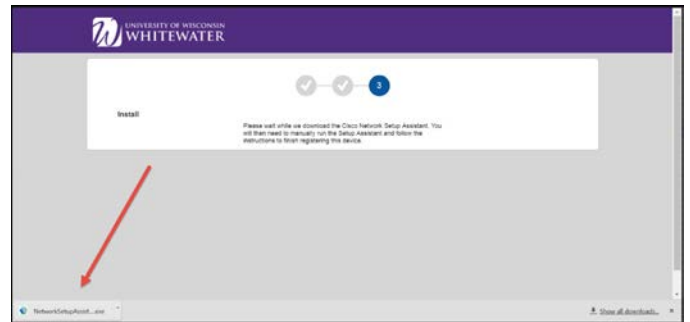 UNIVERSITY OF WISCONSIN
WHITEWATER
3
Install
Please wait while we download the Cisco Network Setup Assistant. You
will then need to manually run the Setup Assistant and follow the
instructions to finish registering this device.
NetworkSetupAssist....exe
Show all downloads...